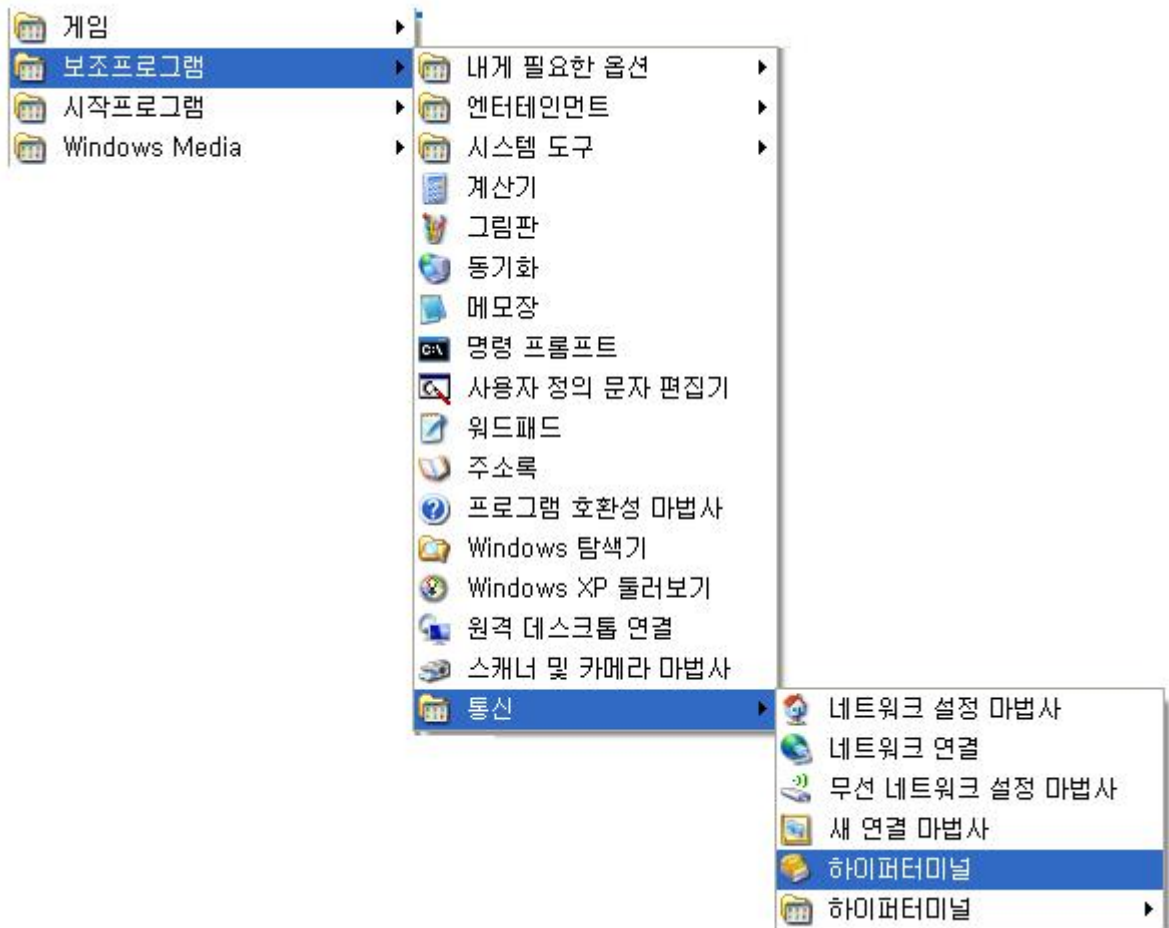 게임
보조프로그램
시작프로그램
Windows Media
내게 필요한 옵션
엔터테인먼트
시스템 도구
계산기
그림판
동기화
메모장
명령 프롬프트
사용자 정의 문자 편집기
워드패드
주소록
프로그램 호환성 마법사
Windows 탐색기
Windows XP 둘러보기
원격 데스크톱 연결
스캐너 및 카메라 마법사
통신
네트워크 설정 마법사
네트워크 연결
무선 네트워크 설정 마법사
새 연결 마법사
하이퍼터미널
하이퍼터미널